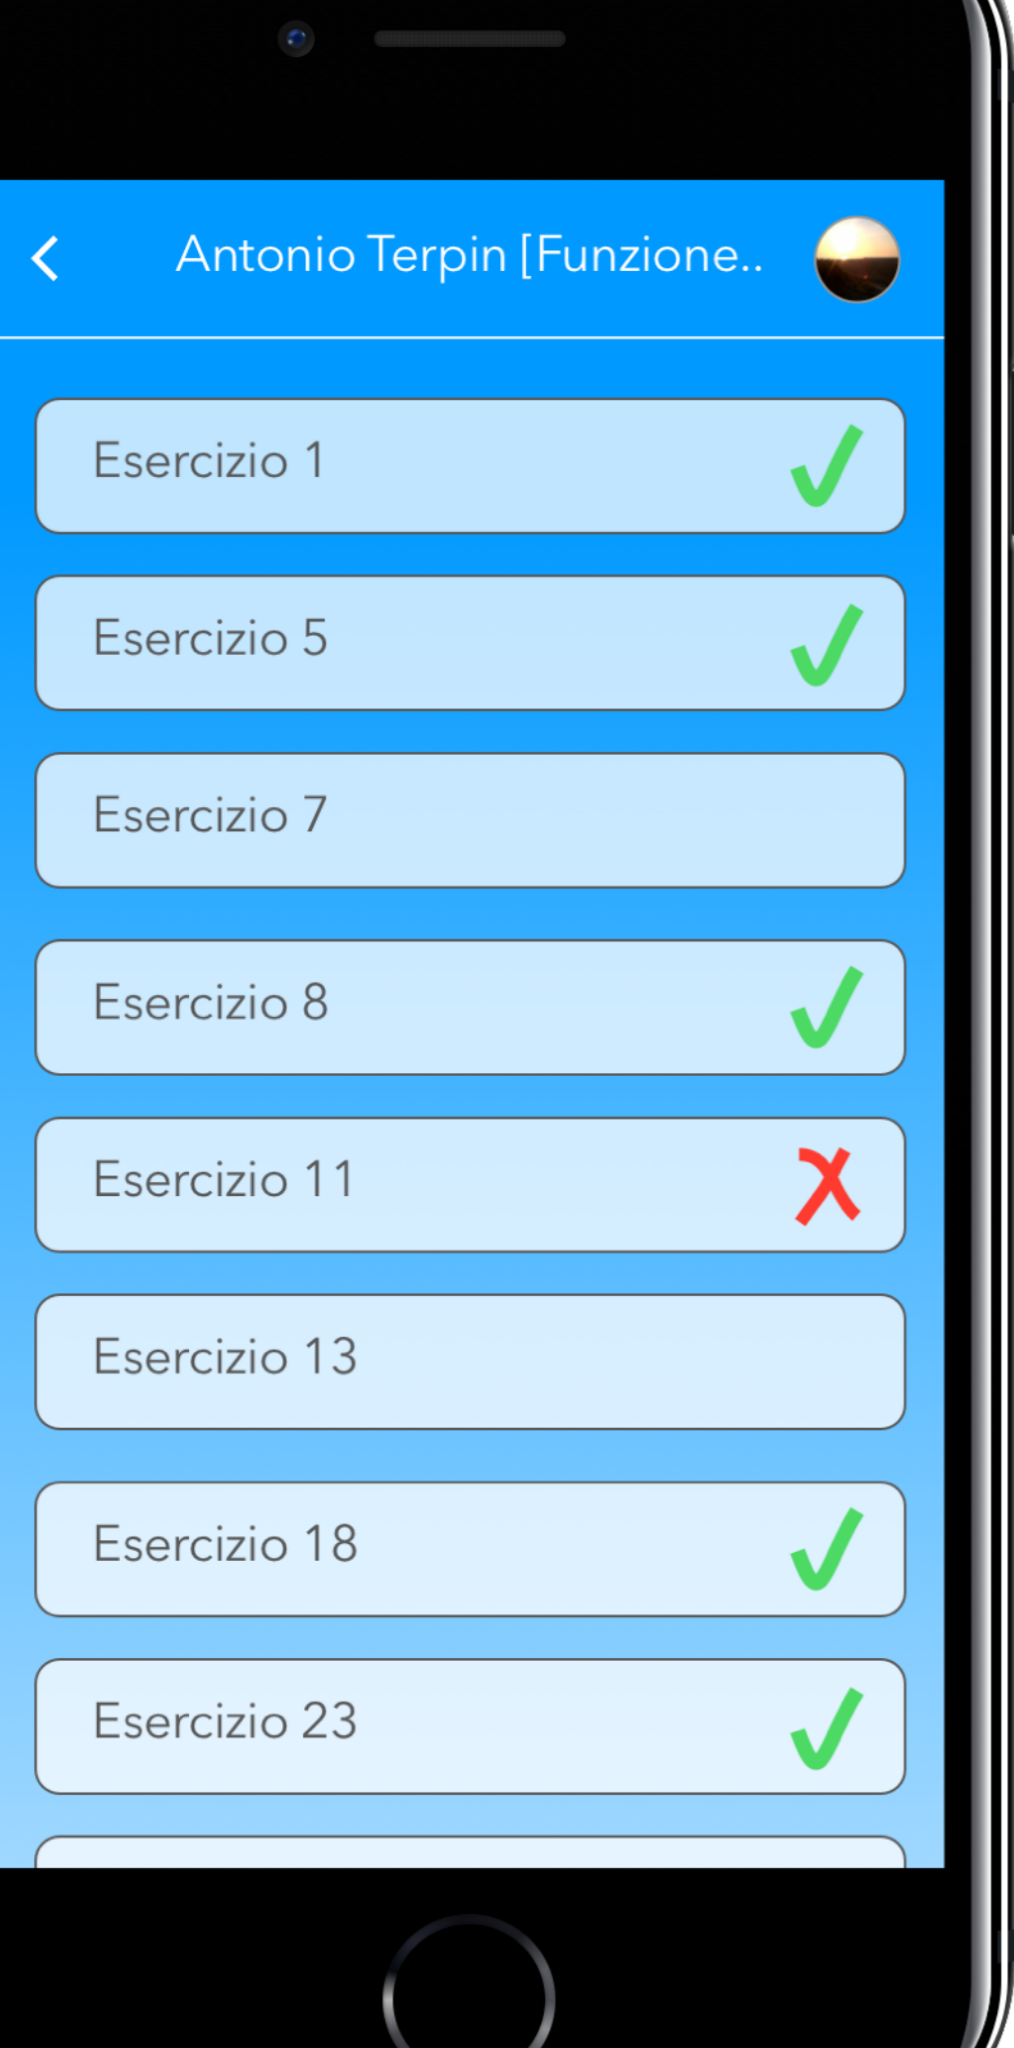 Antonio Terpin [Funzione..
Esercizio 1
Esercizio 5
Esercizio 7
Esercizio 8
Esercizio 11
Esercizio 13
Esercizio 18
Esercizio 23